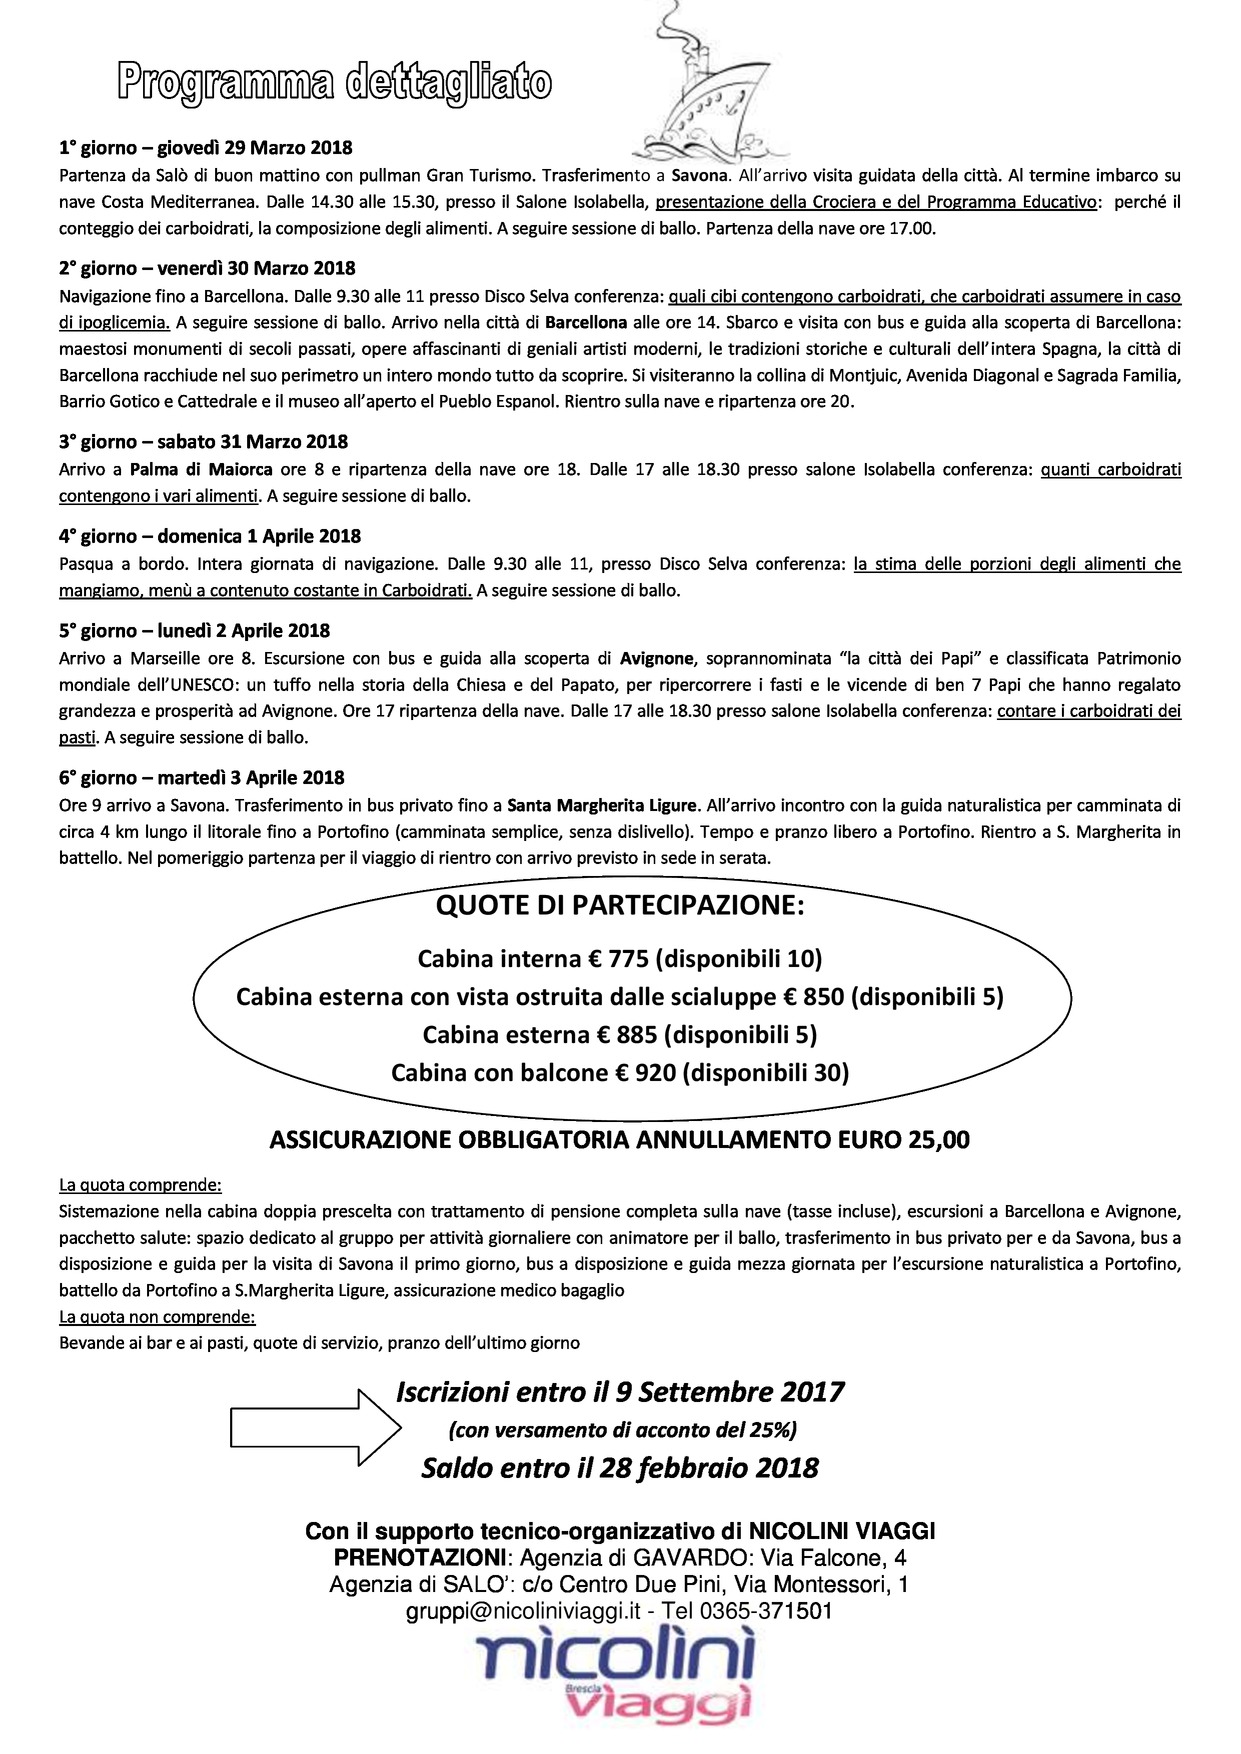 Programma dettagliato
1° giorno – giovedì 29 Marzo 2018
Partenza da Salò di buon mattino con pullman Gran Turismo. Trasferimento a Savona. All'arrivo visita guidata della città. Al termine imbarco su
nave Costa Mediterranea. Dalle 14.30 alle 15.30, presso il Salone Isolabella, presentazione della Crociera e del Programma Educativo: perché il
conteggio dei carboidrati, la composizione degli alimenti. A seguire sessione di ballo. Partenza della nave ore 17.00.
2° giorno – venerdì 30 Marzo 2018
Navigazione fino a Barcellona. Dalle 9.30 alle 11 presso Disco Selva conferenza: quali cibi contengono carboidrati, che carboidrati assumere in caso
di ipoglicemia. A seguire sessione di ballo. Arrivo nella città di Barcellona alle ore 14. Sbarco e visita con bus e guida alla scoperta di Barcellona:
maestosi monumenti di secoli passati, opere affascinanti di geniali artisti moderni, le tradizioni storiche e culturali dell'intera Spagna, la città di
Barcellona racchiude nel suo perimetro un intero mondo tutto da scoprire. Si visiteranno la collina di Montjuic, Avenida Diagonal e Sagrada Familia,
Barrio Gotico e Cattedrale e il museo all'aperto el Pueblo Espanol. Rientro sulla nave e ripartenza ore 20.
3° giorno – sabato 31 Marzo 2018
Arrivo a Palma di Maiorca ore 8 e ripartenza della nave ore 18. Dalle 17 alle 18.30 presso salone Isolabella conferenza: quanti carboidrati
contengono i vari alimenti. A seguire sessione di ballo.
4° giorno – domenica 1 Aprile 2018
Pasqua a bordo. Intera giornata di navigazione. Dalle 9.30 alle 11, presso Disco Selva conferenza: la stima delle porzioni degli alimenti che
mangiamo, menù a contenuto costante in Carboidrati. A seguire sessione di ballo.
5° giorno – lunedì 2 Aprile 2018
Arrivo a Marseille ore 8. Escursione con bus e guida alla scoperta di Avignone, soprannominata “la città dei Papi” e classificata Patrimonio
mondiale dell'UNESCO: un tuffo nella storia della Chiesa e del Papato, per ripercorrere i fasti e le vicende di ben 7 Papi che hanno regalato
grandezza e prosperità ad Avignone. Ore 17 ripartenza della nave. Dalle 17 alle 18.30 presso salone Isolabella conferenza: contare i carboidrati dei
pasti. A seguire sessione di ballo.
6° giorno – martedì 3 Aprile 2018
Ore 9 arrivo a Savona. Trasferimento in bus privato fino a Santa Margherita Ligure. All'arrivo incontro con la guida naturalistica per camminata di
circa 4 km lungo il litorale fino a Portofino (camminata semplice, senza dislivello). Tempo e pranzo libero a Portofino. Rientro a S. Margherita in
battello. Nel pomeriggio partenza per il viaggio di rientro con arrivo previsto in sede in serata.
QUOTE DI PARTECIPAZIONE:
Cabina interna € 775 (disponibili 10)
Cabina esterna con vista ostruita dalle scialuppe € 850 (disponibili 5)
Cabina esterna € 885 (disponibili 5)
Cabina con balcone € 920 (disponibili 30)
ASSICURAZIONE OBBLIGATORIA ANNULLAMENTO EURO 25,00
La quota comprende:
Sistemazione nella cabina doppia prescelta con trattamento di pensione completa sulla nave (tasse incluse), escursioni a Barcellona e Avignone,
pacchetto salute: spazio dedicato al gruppo per attività giornaliere con animatore per il ballo, trasferimento in bus privato per e da Savona, bus a
disposizione e guida per la visita di Savona il primo giorno, bus a disposizione e guida mezza giornata per l'escursione naturalistica a Portofino,
battello da Portofino a S.Margherita Ligure, assicurazione medico bagaglio
La quota non comprende:
Bevande ai bar e ai pasti, quote di servizio, pranzo dell'ultimo giorno
Iscrizioni entro il 9 Settembre 2017
(con versamento di acconto del 25%)
Saldo entro il 28 febbraio 2018
Con il supporto tecnico-organizzativo di NICOLINI VIAGGI
PRENOTAZIONI: Agenzia di GAVARDO: Via Falcone, 4
Agenzia di SALO': c/o Centro Due Pini, Via Montessori, 1
gruppi@nicoliniviaggi.it - Tel 0365-371501
nìcolìnì
Brescia
vìaggì